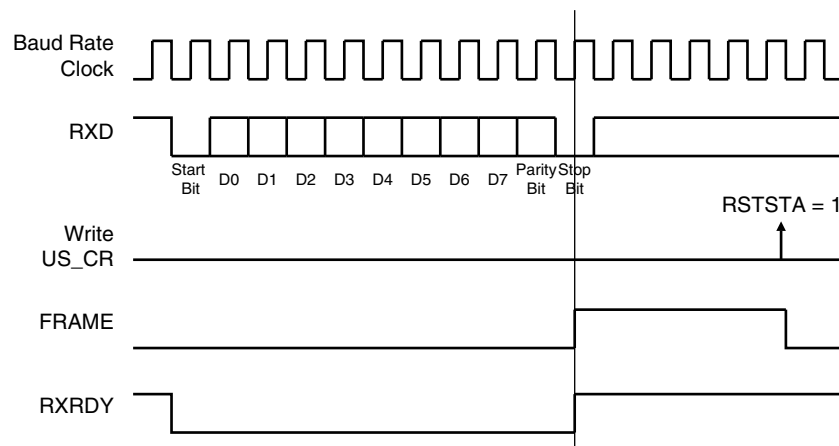 Baud Rate
Clock
RXD
Start
Bit
D0
D1
D2
D3
D4
D5
D6
D7
Parity
Bit
Stop
Bit
RSTSTA = 1
Write
US_CR
FRAME
RXRDY